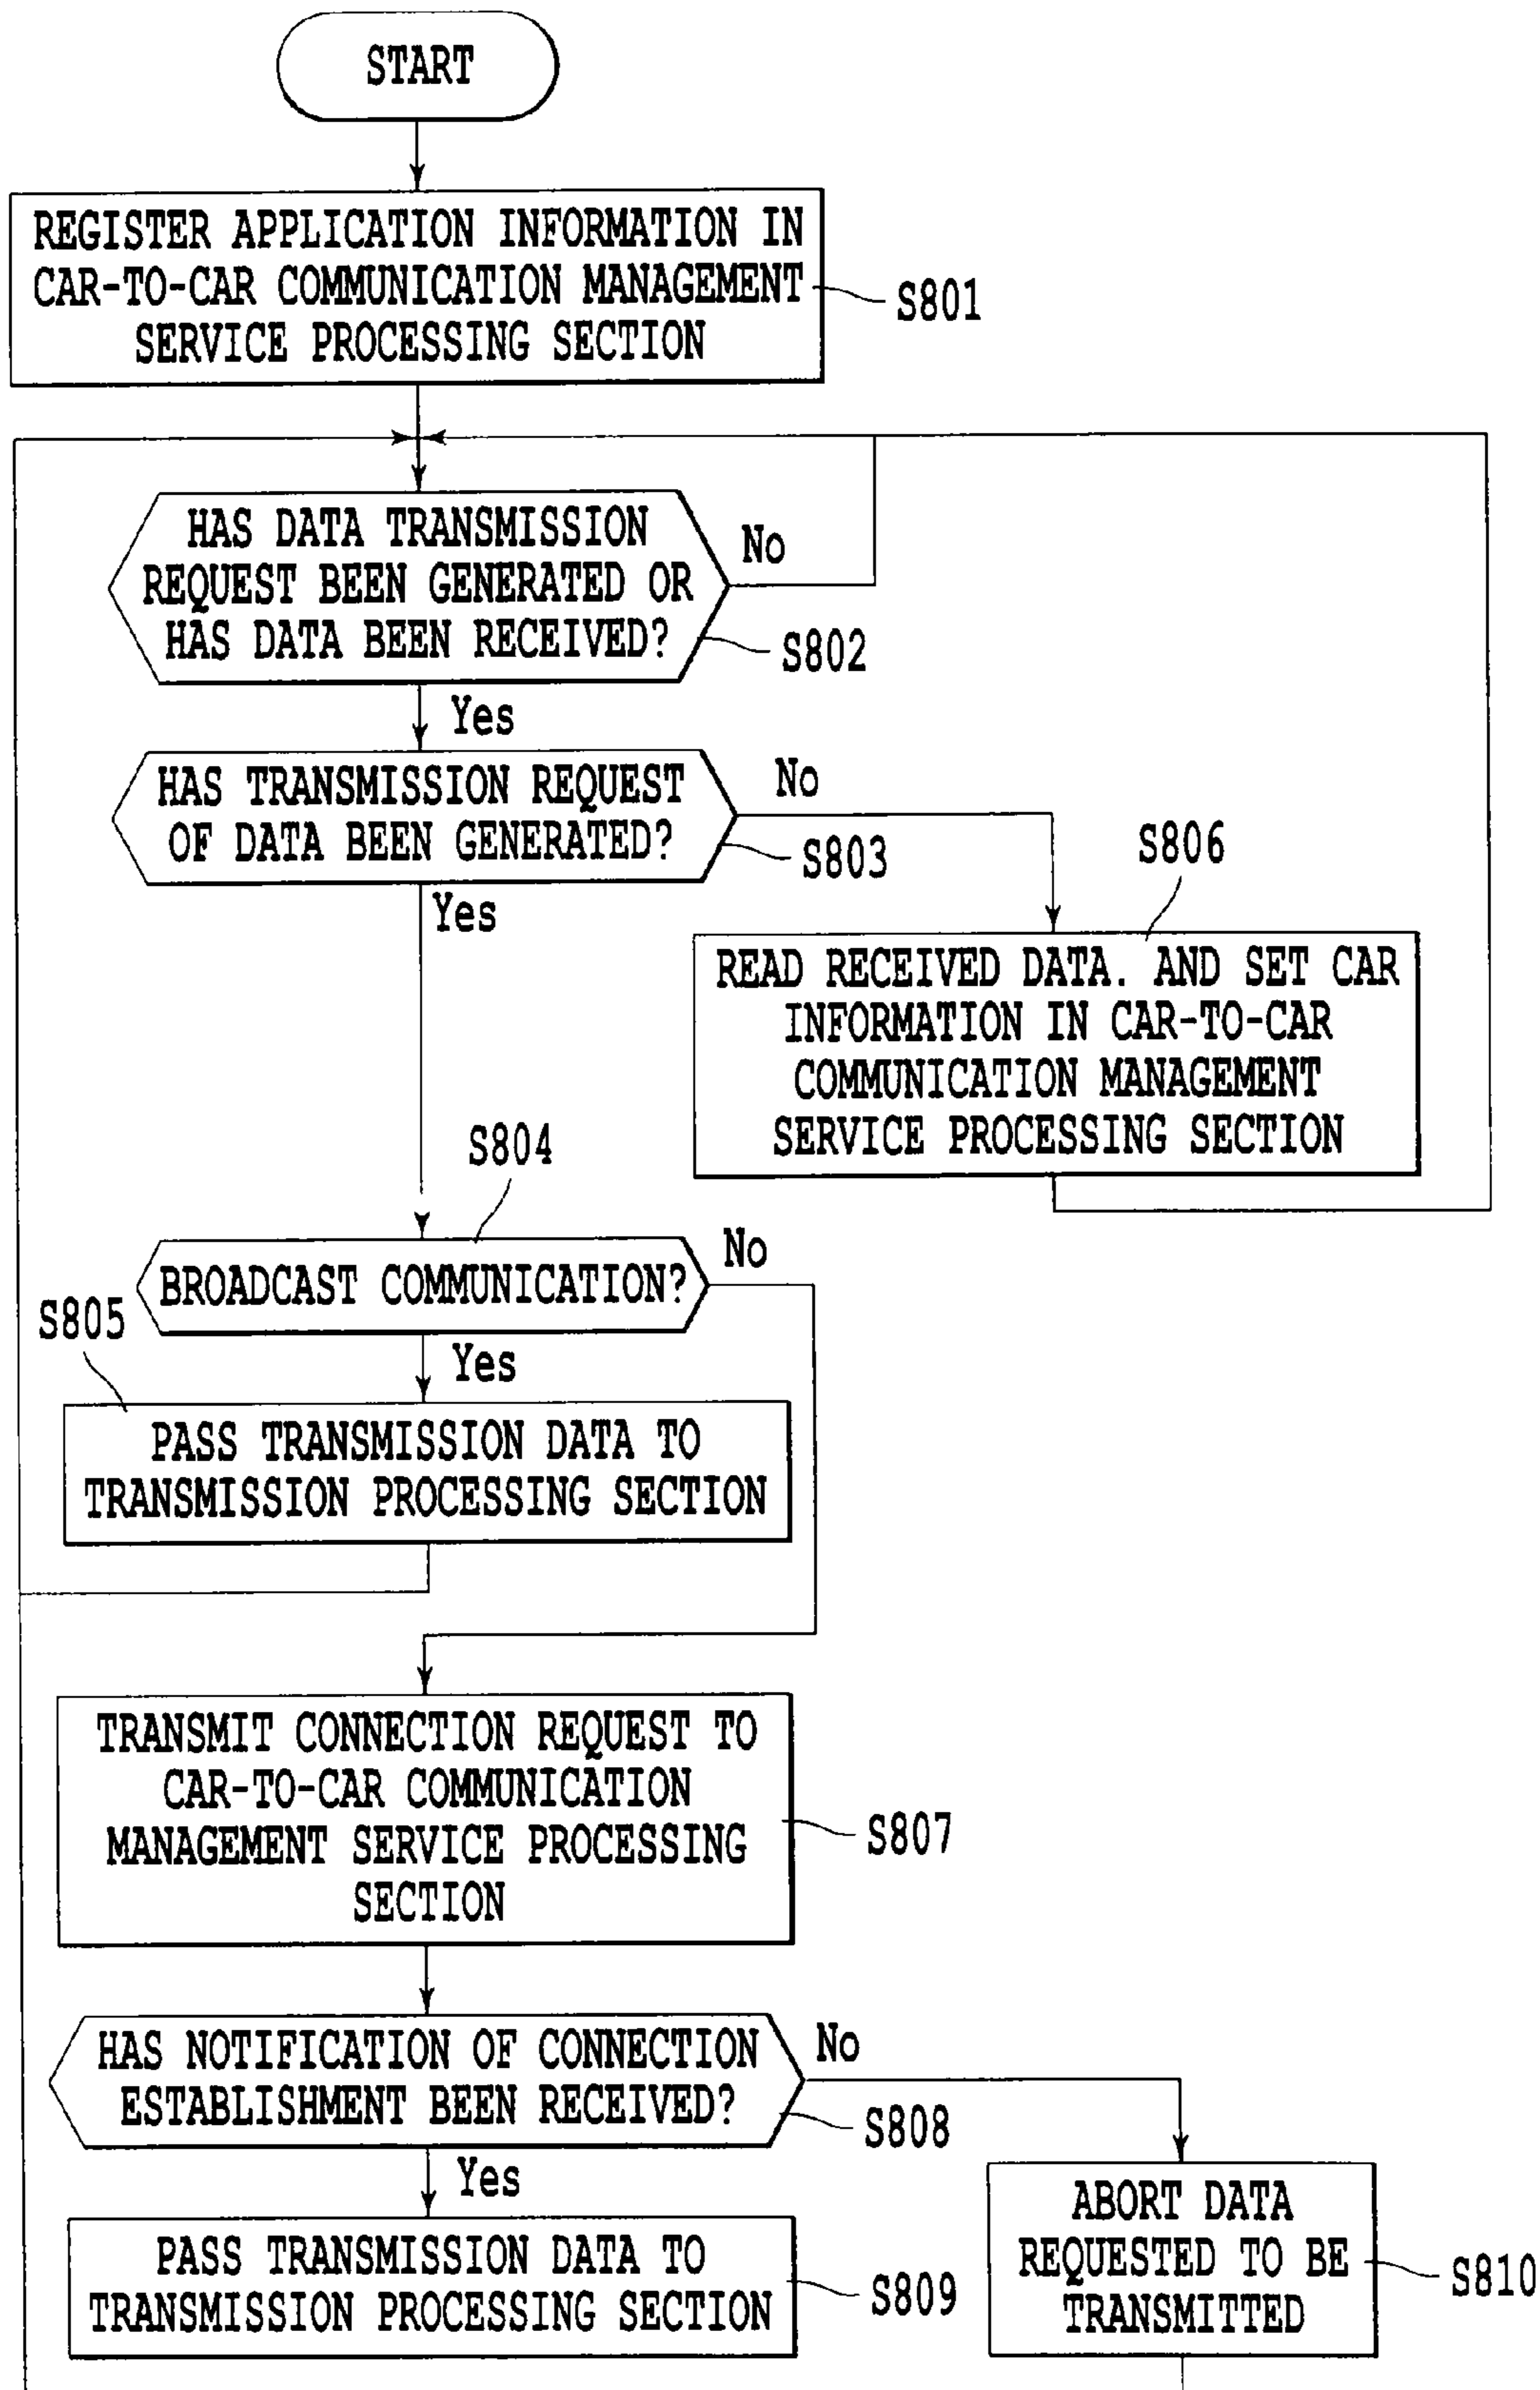 START
REGISTER APPLICATION INFORMATION IN
CAR-TO-CAR COMMUNICATION MANAGEMENT
SERVICE PROCESSING SECTION
S801
HAS DATA TRANSMISSION
REQUEST BEEN GENERATED OR
HAS DATA BEEN RECEIVED?
No
S802
Yes
HAS TRANSMISSION REQUEST
OF DATA BEEN GENERATED?
No
S803
Yes
S806
READ RECEIVED DATA. AND SET CAR
INFORMATION IN CAR-TO-CAR
COMMUNICATION MANAGEMENT
SERVICE PROCESSING SECTION
S804
BROADCAST COMMUNICATION?
No
S805
Yes
PASS TRANSMISSION DATA TO
TRANSMISSION PROCESSING SECTION
TRANSMIT CONNECTION REQUEST TO
CAR-TO-CAR COMMUNICATION
MANAGEMENT SERVICE PROCESSING
SECTION
S807
HAS NOTIFICATION OF CONNECTION
ESTABLISHMENT BEEN RECEIVED?
No
S808
Yes
PASS TRANSMISSION DATA TO
TRANSMISSION PROCESSING SECTION
S809
ABORT DATA
REQUESTED TO BE
TRANSMITTED
S810